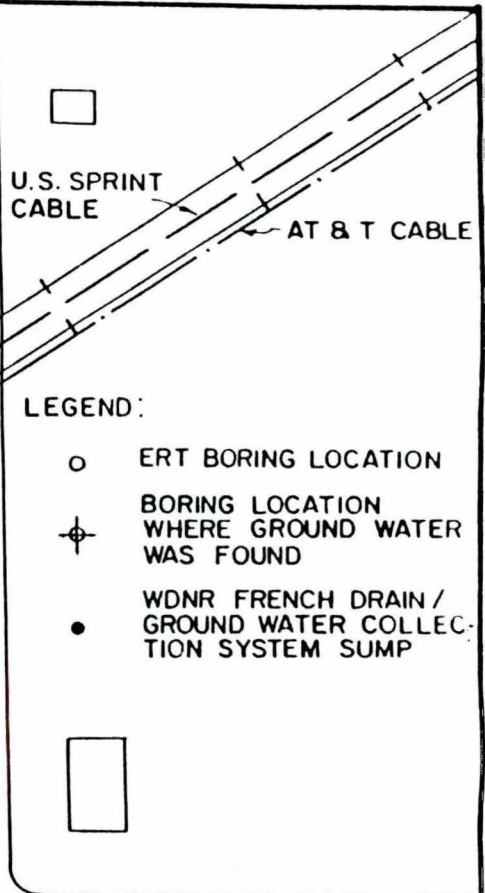 U.S. SPRINT
CABLE
AT & T CABLE
LEGEND:
ERT BORING LOCATION
BORING LOCATION
WHERE GROUND WATER
WAS FOUND
WDNR FRENCH DRAIN /
GROUND WATER COLLEC-
TION SYSTEM SUMP